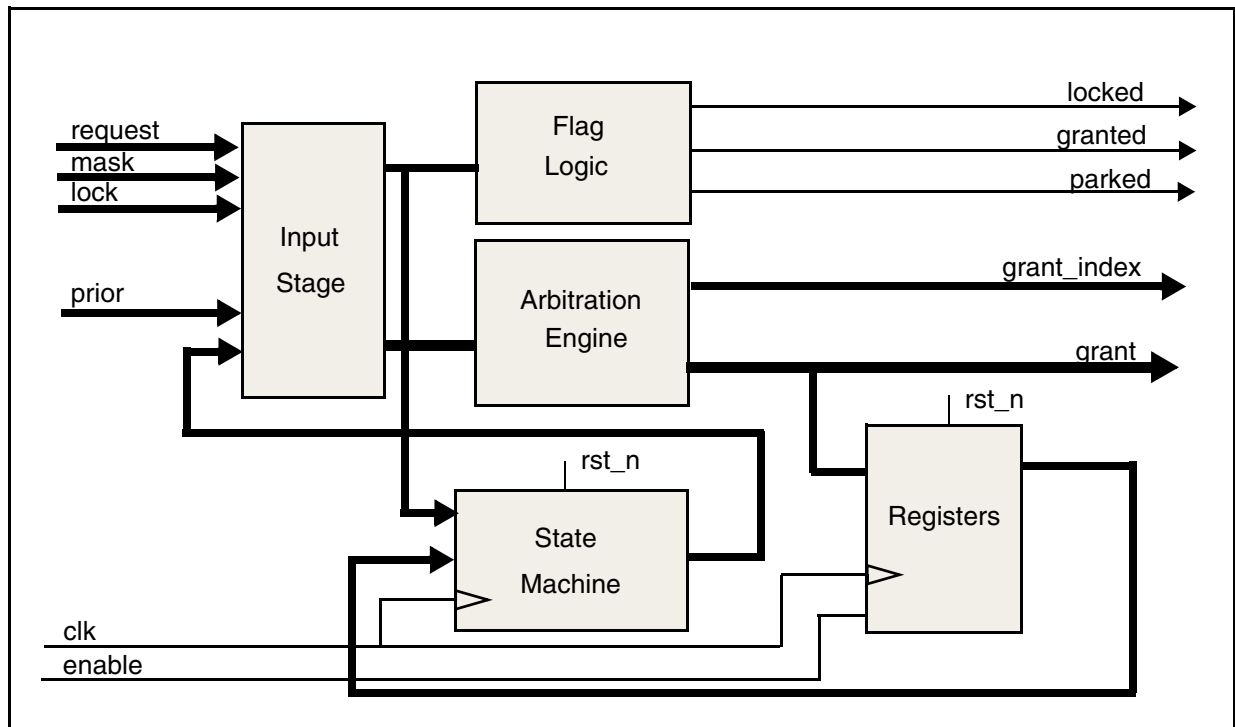 locked
request
Flag
granted
mask
Logic
lock
parked
Input
Stage
grant_index
prior
Arbitration
Engine
grant
rst_n
rst_n
State
Registers
Machine
clk
enable